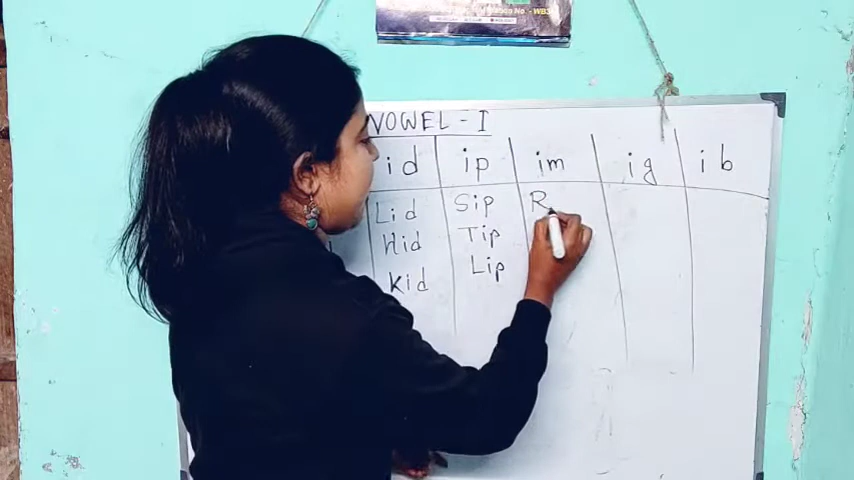 VOWEL - I
id ip im ig ib
Lid Sip R
Hid Tip
Kid Lip